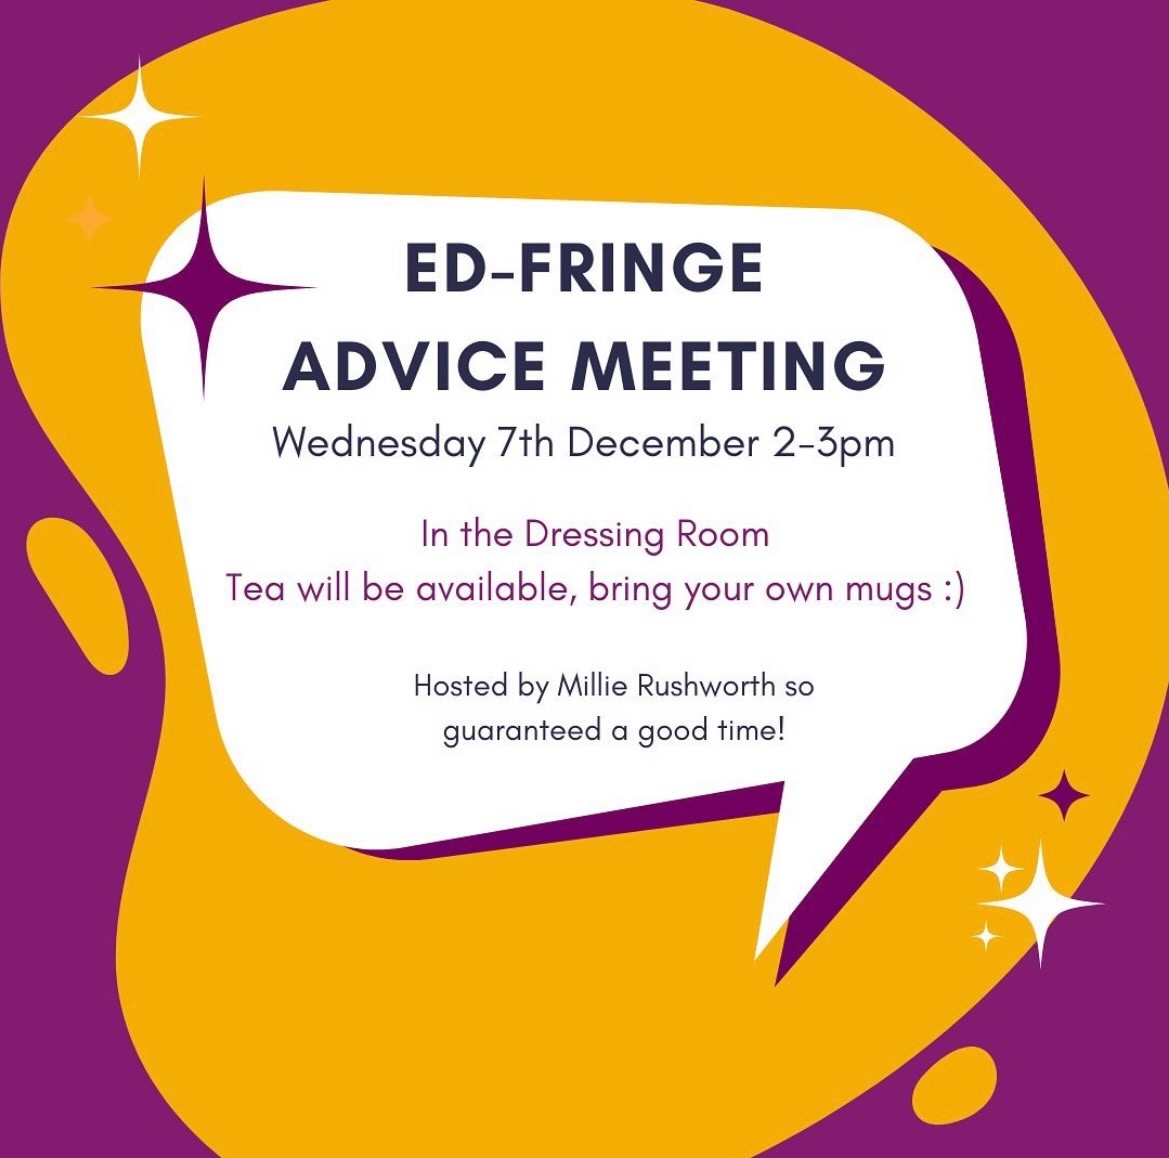 ED-FRINGE
ADVICE MEETING
Wednesday 7th December 2-3pm
In the Dressing Room
Tea will be available, bring your own mugs :)
Hosted by Millie Rushworth so
guaranteed a good time!